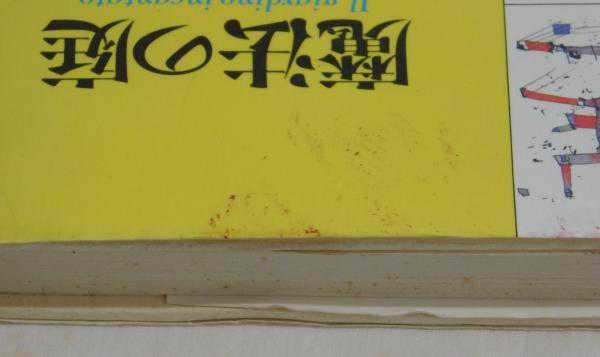 魔法の庭
Il giardino incantato